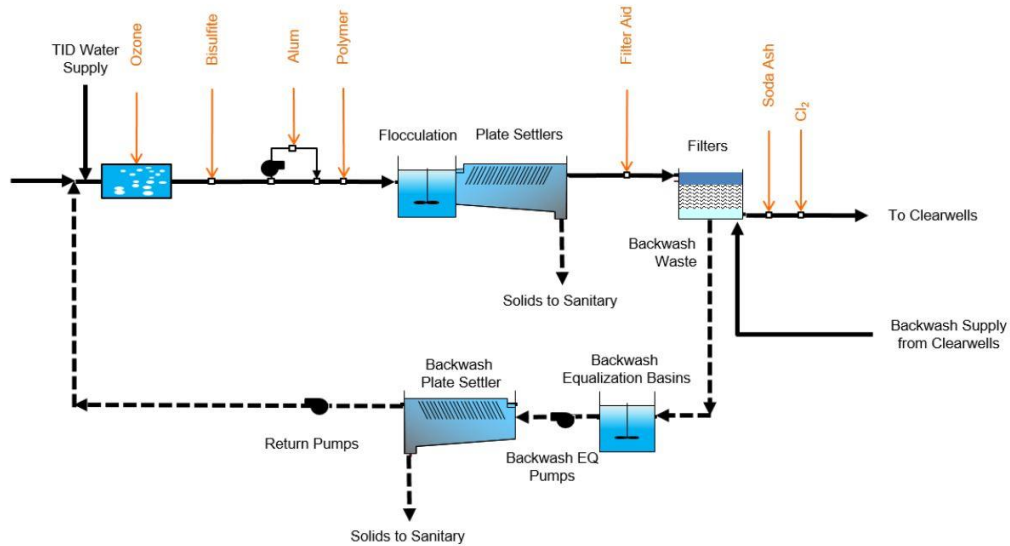 TID Water
Supply
Ozone
Bisulfite
Alum
Polymer
Flocculation
Plate Settlers
Filter Aid
Filters
Soda Ash
Cl₂
To Clearwells
Backwash
Waste
Solids to Sanitary
Backwash Supply
from Clearwells
Backwash
Plate Settler
Backwash
Equalization Basins
Return Pumps
Backwash EQ
Pumps
Solids to Sanitary